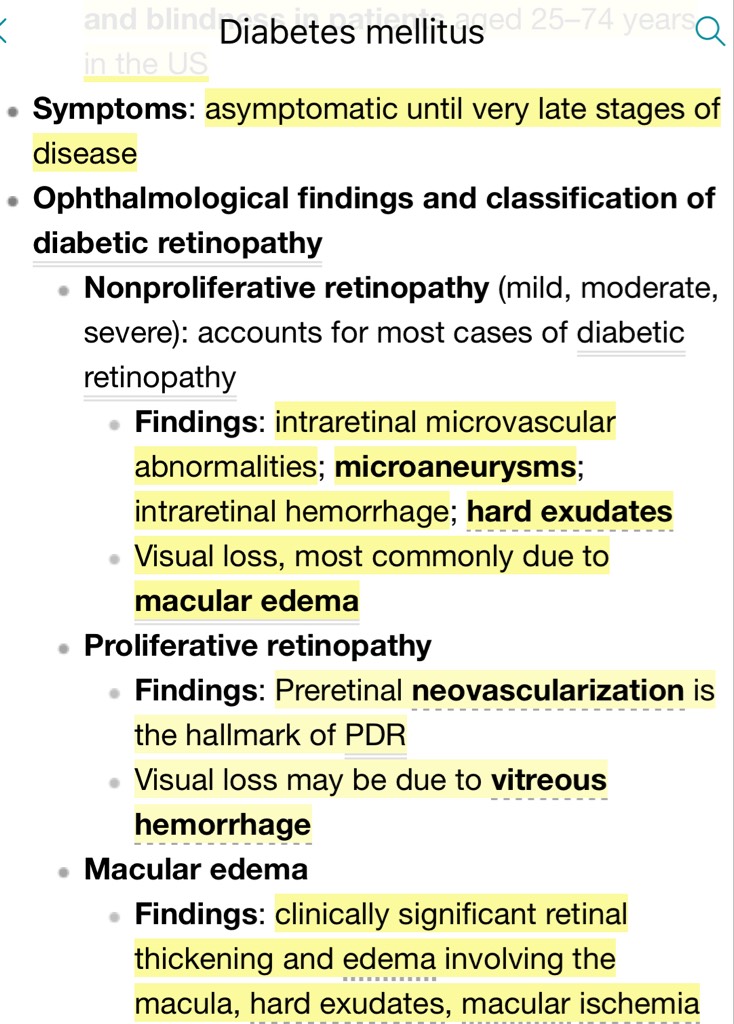 and blindness in patients aged 25–74 years
Diabetes mellitus
in the US
Symptoms: asymptomatic until very late stages of
disease
Ophthalmological findings and classification of
diabetic retinopathy
Nonproliferative retinopathy (mild, moderate,
severe): accounts for most cases of diabetic
retinopathy
Findings: intraretinal microvascular
abnormalities; microaneurysms;
intraretinal hemorrhage; hard exudates
Visual loss, most commonly due to
macular edema
Proliferative retinopathy
Findings: Preretinal neovascularization is
the hallmark of PDR
Visual loss may be due to vitreous
hemorrhage
Macular edema
Findings: clinically significant retinal
thickening and edema involving the
macula, hard exudates, macular ischemia